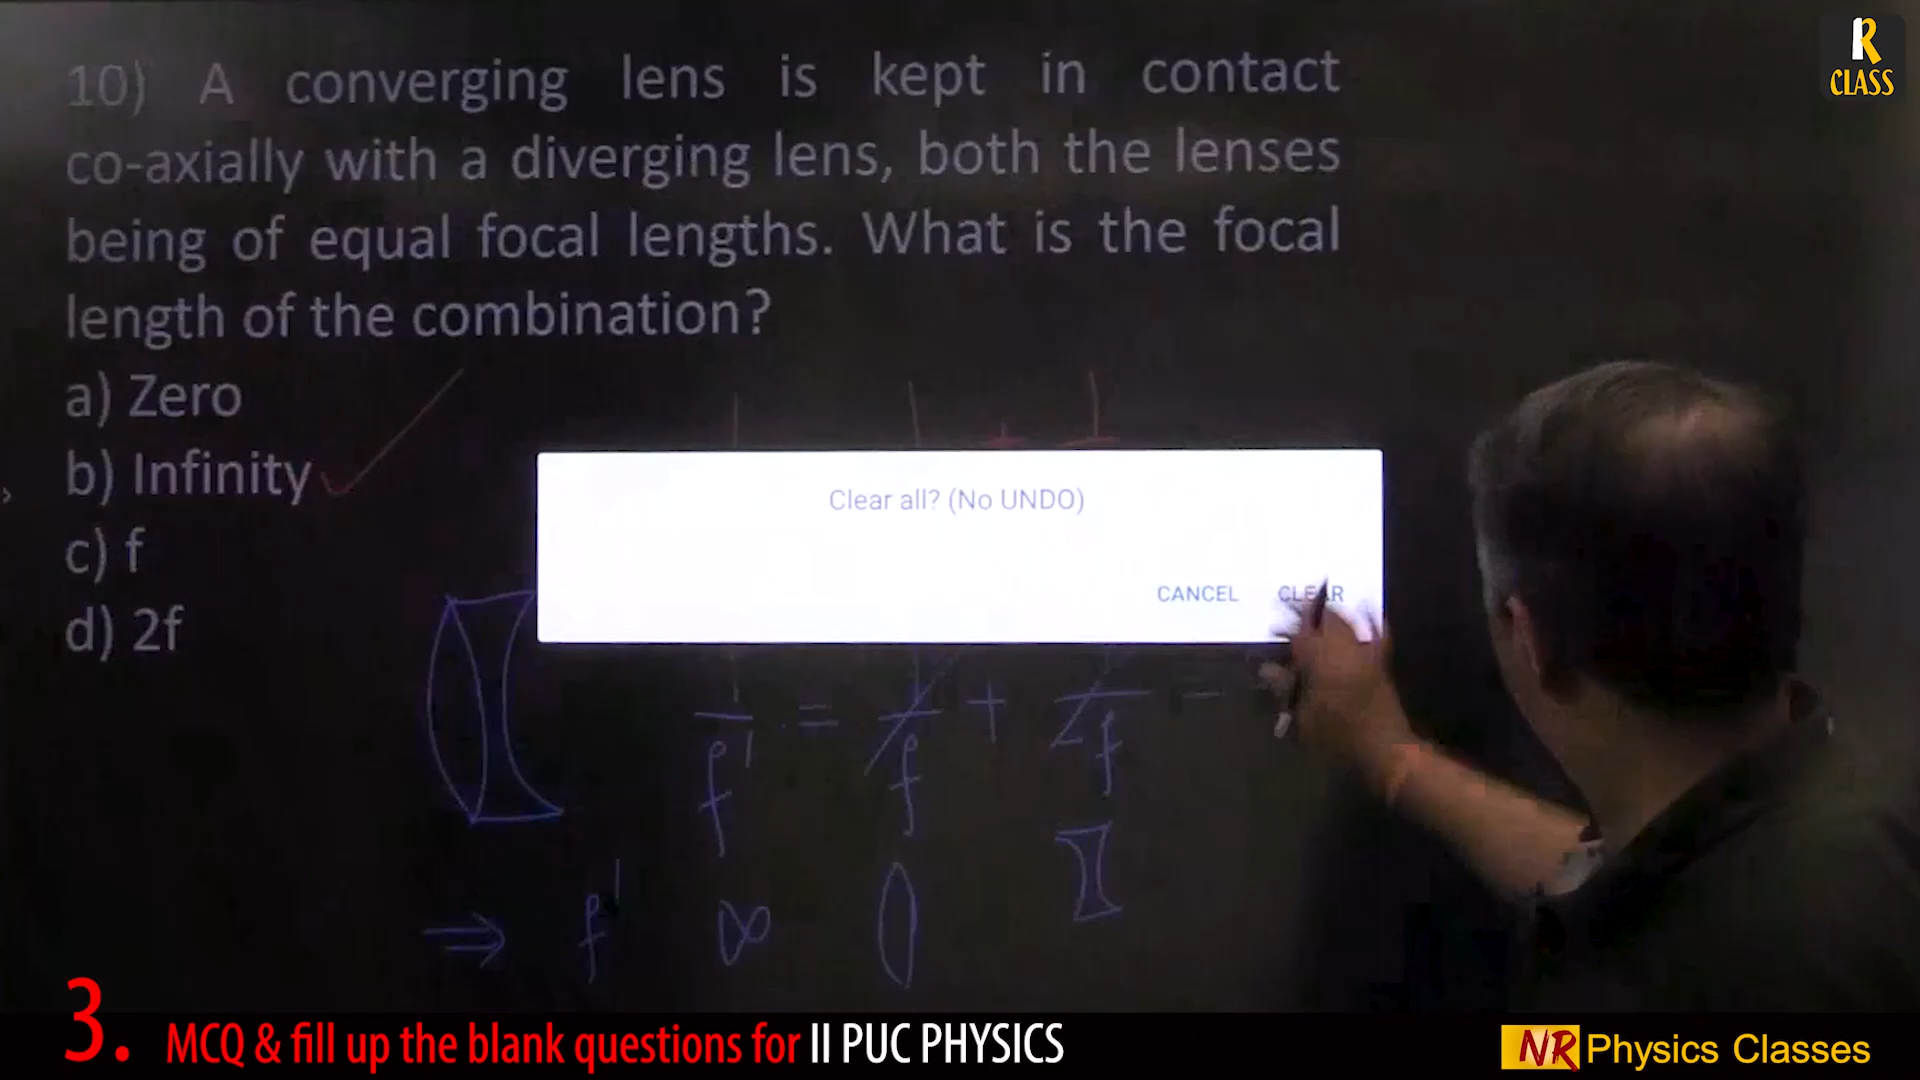 R
CLASS
10) A converging lens is kept in contact
co-axially with a diverging lens, both the lenses
being of equal focal lengths. What is the focal
length of the combination?
a) Zero
b) Infinity
c) f
d) 2f
Clear all? (No UNDO)
CANCEL CLEAR
=
f' f + f
⇒ f' ∞
3. MCQ & fill up the blank questions for II PUC PHYSICS
NR Physics Classes